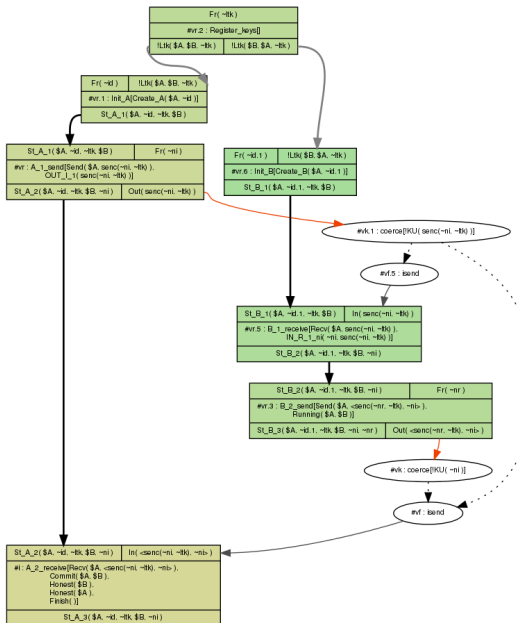 Fr( ~ltk )
#vr.2 : Register_keys[]
!Ltk( $A. $B. ~ltk ) !Ltk( $B. $A. ~ltk )
Fr( ~id ) !Ltk( $A. $B. ~ltk )
#vr.1 : Init_A[Create_A( $A. ~id )]
St_A_1( $A. ~id. ~ltk. $B )
St_A_1( $A. ~id. ~ltk. $B ) Fr( ~ni )
#vr : A_1_send[Send( $A. senc(~ni. ~ltk) ).
OUT_I_1( senc(~ni. ~ltk) )]
St_A_2( $A. ~id. ~ltk. $B. ~ni ) Out( senc(~ni. ~ltk) )
Fr( ~id.1 ) !Ltk( $B. $A. ~ltk )
#vr.6 : Init_B[Create_B( $A. ~id.1 )]
St_B_1( $A. ~id.1. ~ltk. $B )
#vk.1 : coerce[!KU( senc(~ni. ~ltk) )]
#vf.5 : isend
St_B_1( $A. ~id.1. ~ltk. $B ) In( senc(~ni. ~ltk) )
#vr.5 : B_1_receive[Recv( $A. senc(~ni. ~ltk) ).
IN_R_1_ni( ~ni. senc(~ni. ~ltk) )]
St_B_2( $A. ~id.1. ~ltk. $B. ~ni )
St_B_2( $A. ~id.1. ~ltk. $B. ~ni ) Fr( ~nr )
#vr.3 : B_2_send[Send( $A. <senc(~nr. ~ltk). ~ni> ).
Running( $A. $B )]
St_B_3( $A. ~id.1. ~ltk. $B. ~ni. ~nr ) Out( <senc(~nr. ~ltk). ~ni> )
#vk : coerce[!KU( ~ni )]
#vf : isend
St_A_2( $A. ~id. ~ltk. $B. ~ni ) In( <senc(~ni. ~ltk). ~ni> )
#i : A_2_receive[Recv( $A. <senc(~ni. ~ltk). ~ni> ).
Commit( $A. $B ).
Honest( $B ).
Honest( $A ).
Finish( )]
St_A_3( $A. ~id. ~ltk. $B. ~ni )